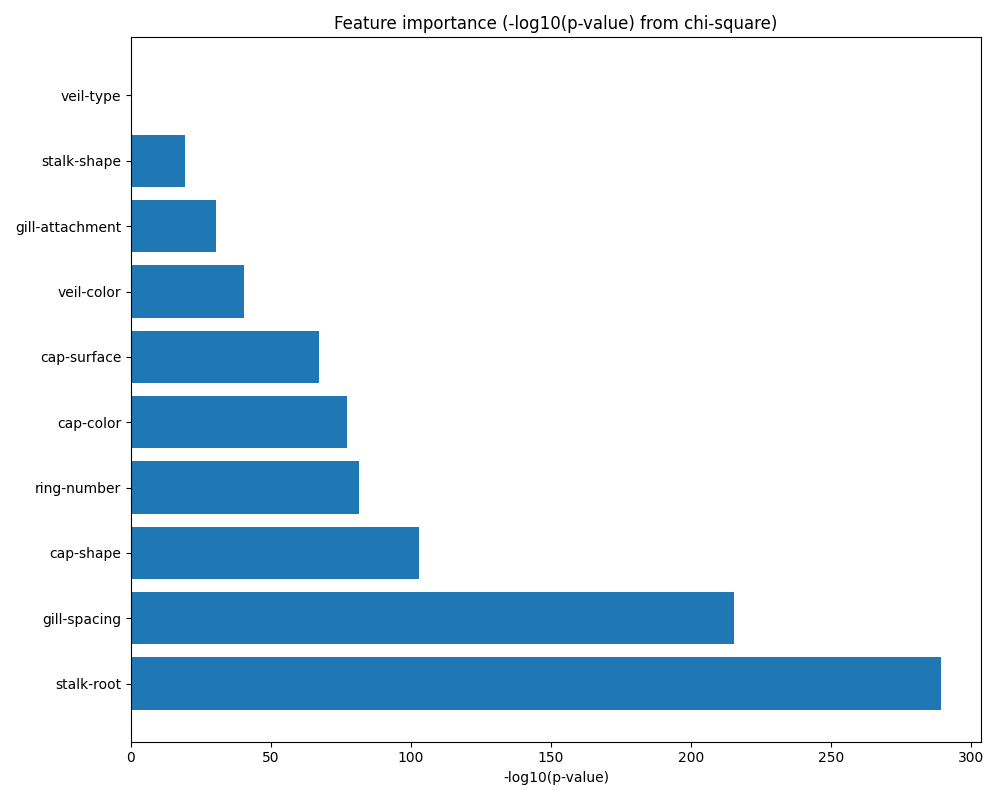 Feature importance (-log10(p-value) from chi-square)
veil-type
stalk-shape
gill-attachment
veil-color
cap-surface
cap-color
ring-number
cap-shape
gill-spacing
stalk-root
0 50 100 150 200 250 300
-log10(p-value)